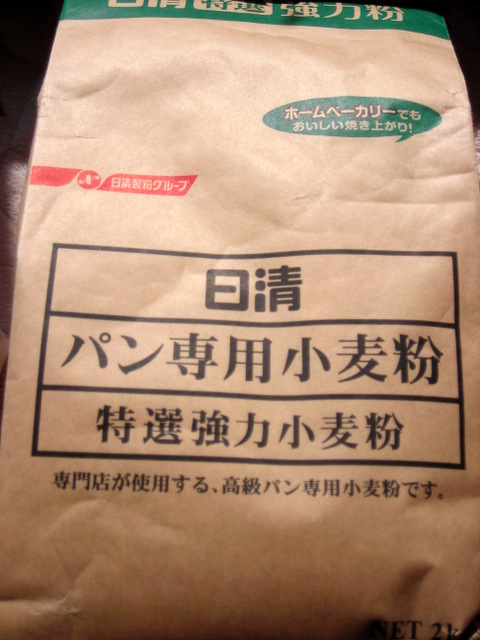 日清 特選 強力粉
ホームベーカリーでも
おいしい焼き上がり!
日清製粉グループ
日清
パン専用小麦粉
特選強力小麦粉
専門店が使用する、高級パン専用小麦粉です。
NET 2k